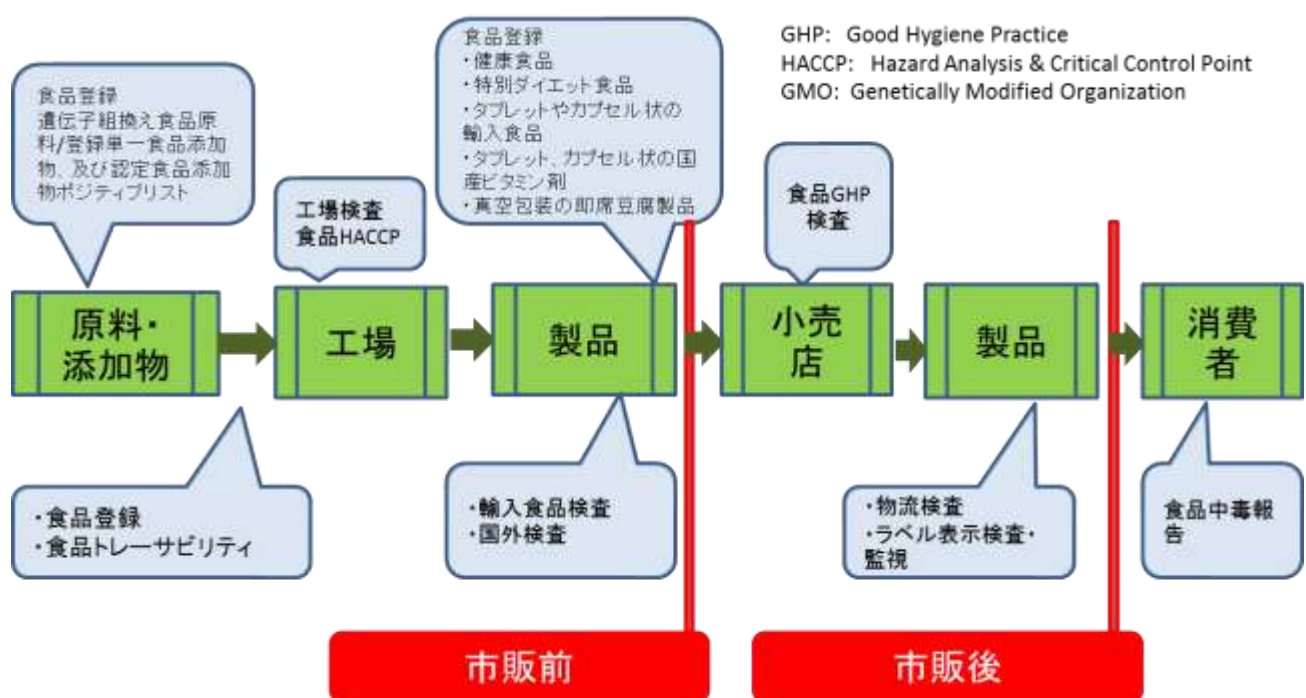 食品登録
遺伝子組換え食品原
料/登録単一食品添加
物、及び認定食品添加
物ポジティブリスト
工場検査
食品HACCP
食品登録
・健康食品
・特別ダイエット食品
・タブレットやカプセル状の
輸入食品
・タブレット、カプセル状の国
産ビタミン剤
・真空包装の即席豆腐製品
食品GHP
検査
GHP: Good Hygiene Practice
HACCP: Hazard Analysis & Critical Control Point
GMO: Genetically Modified Organization
原料・
添加物
工場
製品
小売
店
製品
消費
者
・食品登録
・食品トレーサビリティ
・輸入食品検査
・国外検査
・物流検査
・ラベル表示検査・
監視
食品中毒報
告
市販前
市販後